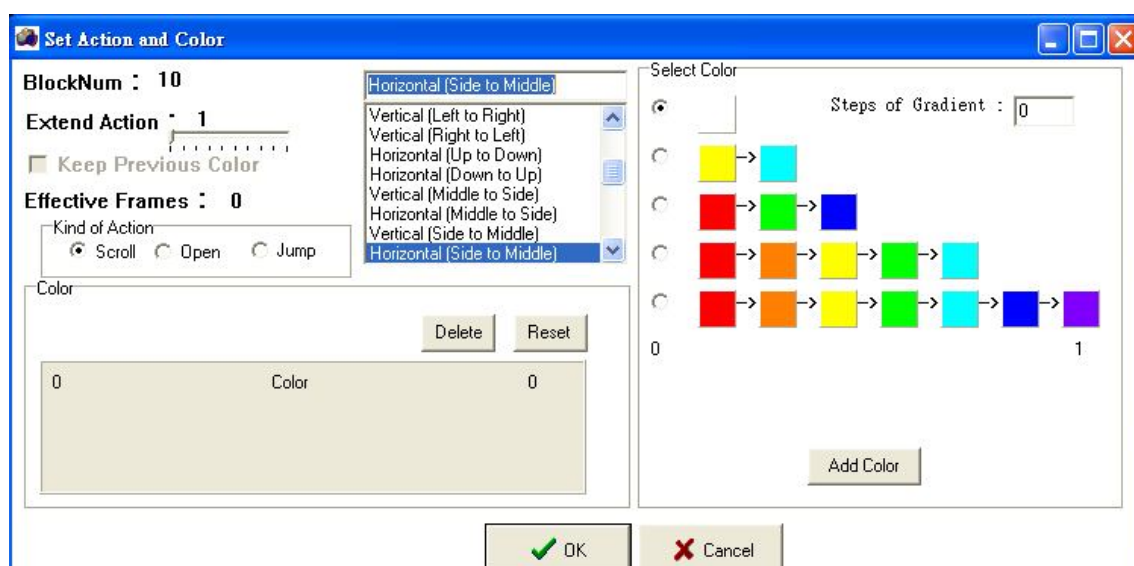 Set Action and Color
BlockNum : 10
Extend Action : 1
Keep Previous Color
Effective Frames : 0
Kind of Action
Scroll Open Jump
Horizontal (Side to Middle)
Vertical (Left to Right)
Vertical (Right to Left)
Horizontal (Up to Down)
Horizontal (Down to Up)
Vertical (Middle to Side)
Horizontal (Middle to Side)
Vertical (Side to Middle)
Horizontal (Side to Middle)
Color
Delete Reset
0 Color 0
Select Color
Steps of Gradient : 0
->
-> ->
-> -> -> ->
-> -> -> -> -> ->
0 1
Add Color
OK Cancel